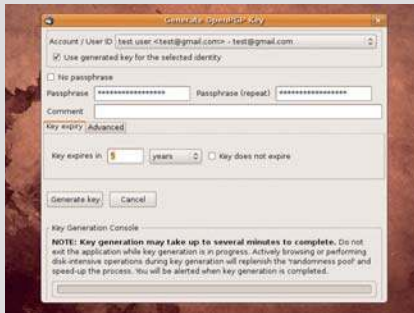 Generate OpenPGP Key
Account / User ID test user <test@gmail.com> - test@gmail.com
Use generated key for the selected identity
No passphrase
Passphrase ***************** Passphrase (repeat) *****************
Comment
Key expiry Advanced
Key expires in 5 years Key does not expire
Generate key Cancel
Key Generation Console
NOTE: Key generation may take up to several minutes to complete. Do not
exit the application while key generation is in progress. Actively browsing or performing
disk-intensive operations during key generation will replenish the 'randomness pool' and
speed-up the process. You will be alerted when key generation is completed.